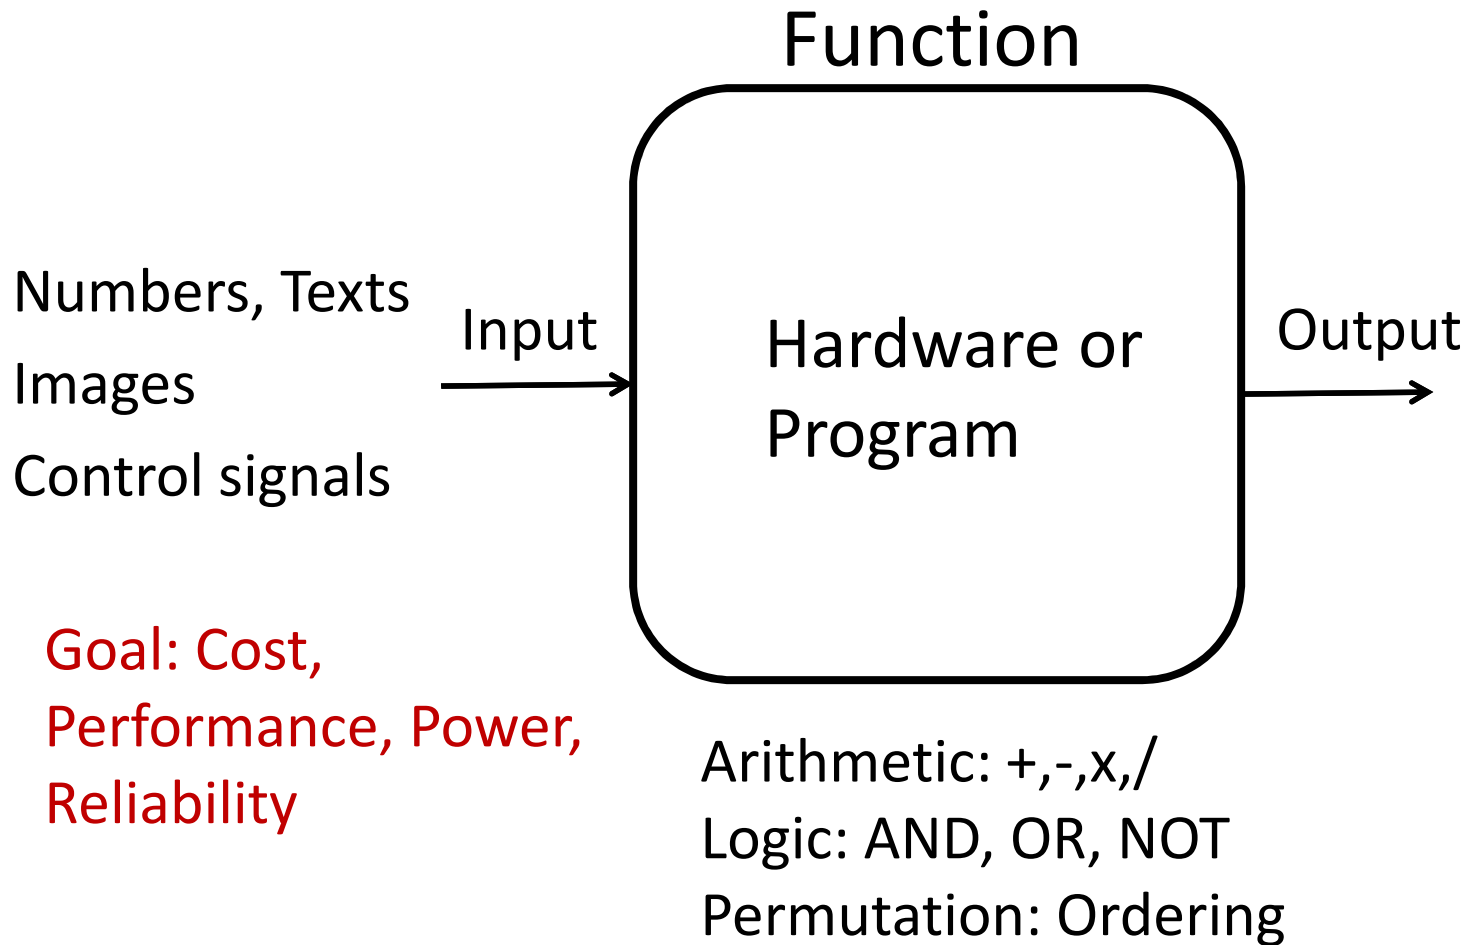 Function
Numbers, Texts
Images
Control signals
Input
Hardware or
Program
Output
Goal: Cost,
Performance, Power,
Reliability
Arithmetic: +,-,x,/
Logic: AND, OR, NOT
Permutation: Ordering